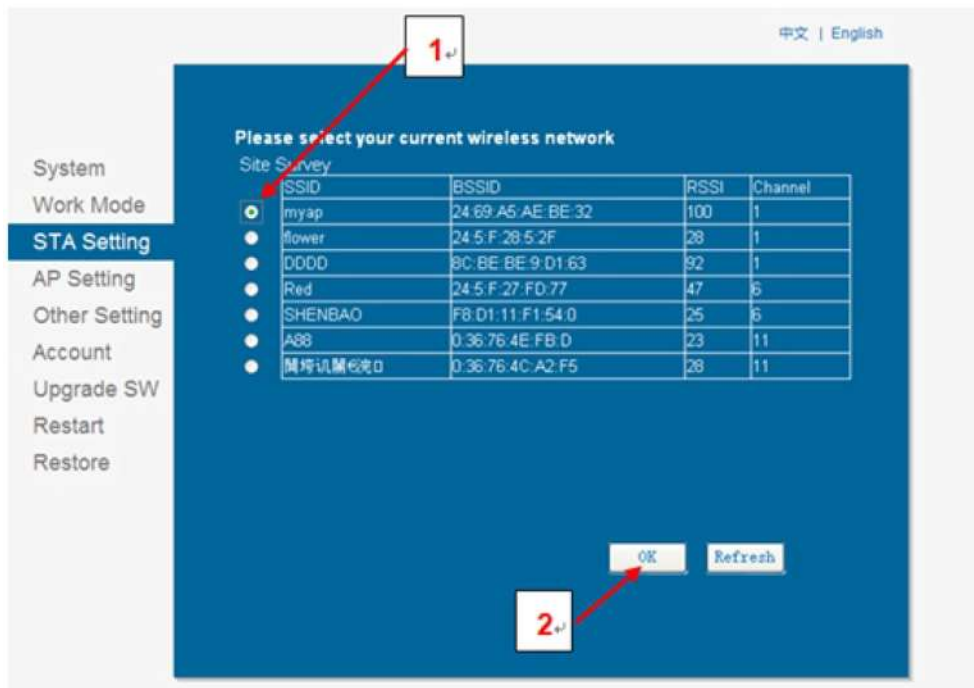 中文 | English
1
Please select your current wireless network
Site Survey
SSID BSSID RSSI Channel
myap 24:69:A5:AE:BE:32 100 1
flower 24:5:F:28:5:2F 28 1
DDDD 8C:BE:BE:9:D1:63 92 1
Red 24:5:F:27:FD:77 47 6
SHENBAO F8:D1:11:F1:54:0 25 6
A88 0:36:76:4E:FB:D 23 11
0:36:76:4C:A2:F5 28 11
System
Work Mode
STA Setting
AP Setting
Other Setting
Account
Upgrade SW
Restart
Restore
OK Refresh
2